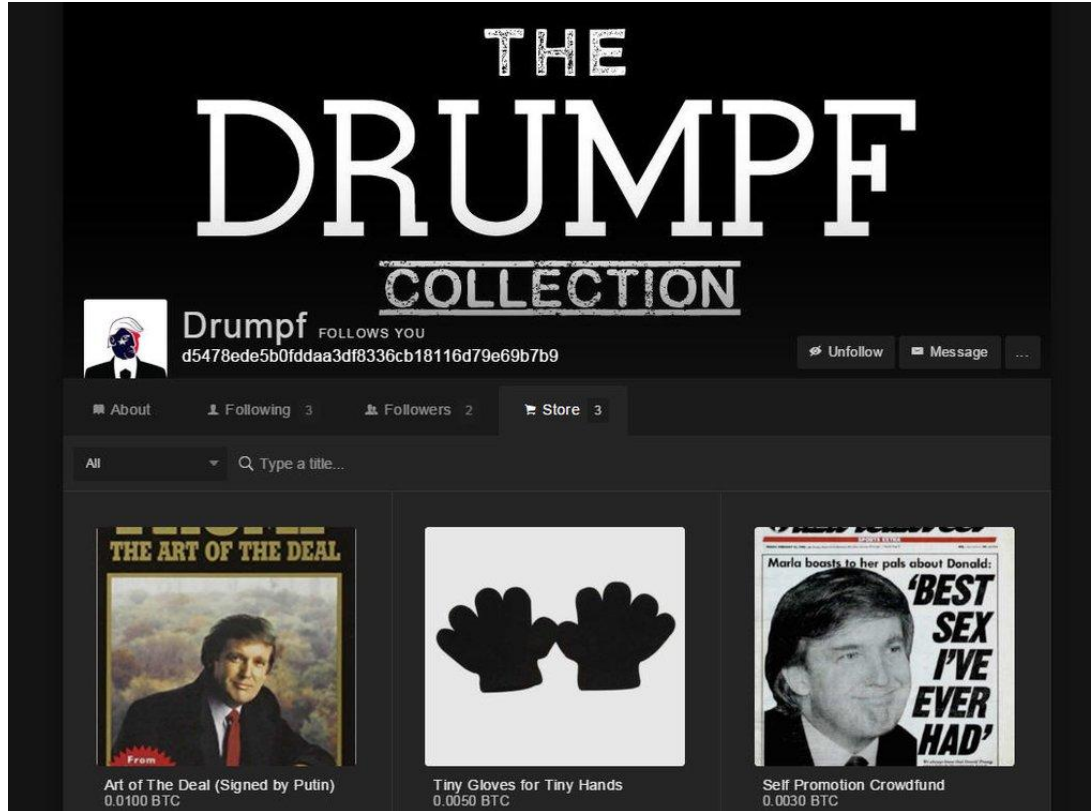 THE
DRUMPF
COLLECTION
Drumpf FOLLOWS YOU
d5478ede5b0fddaa3df8336cb18116d79e69b7b9
Unfollow
Message
...
About
Following 3
Followers 2
Store 3
All
Type a title...
THE ART OF THE DEAL
From
SPORTS EXTRA
Marla boasts to her pals about Donald:
'BEST
SEX
I'VE
EVER
HAD'
Art of The Deal (Signed by Putin)
0.0100 BTC
Tiny Gloves for Tiny Hands
0.0050 BTC
Self Promotion Crowdfund
0.0030 BTC